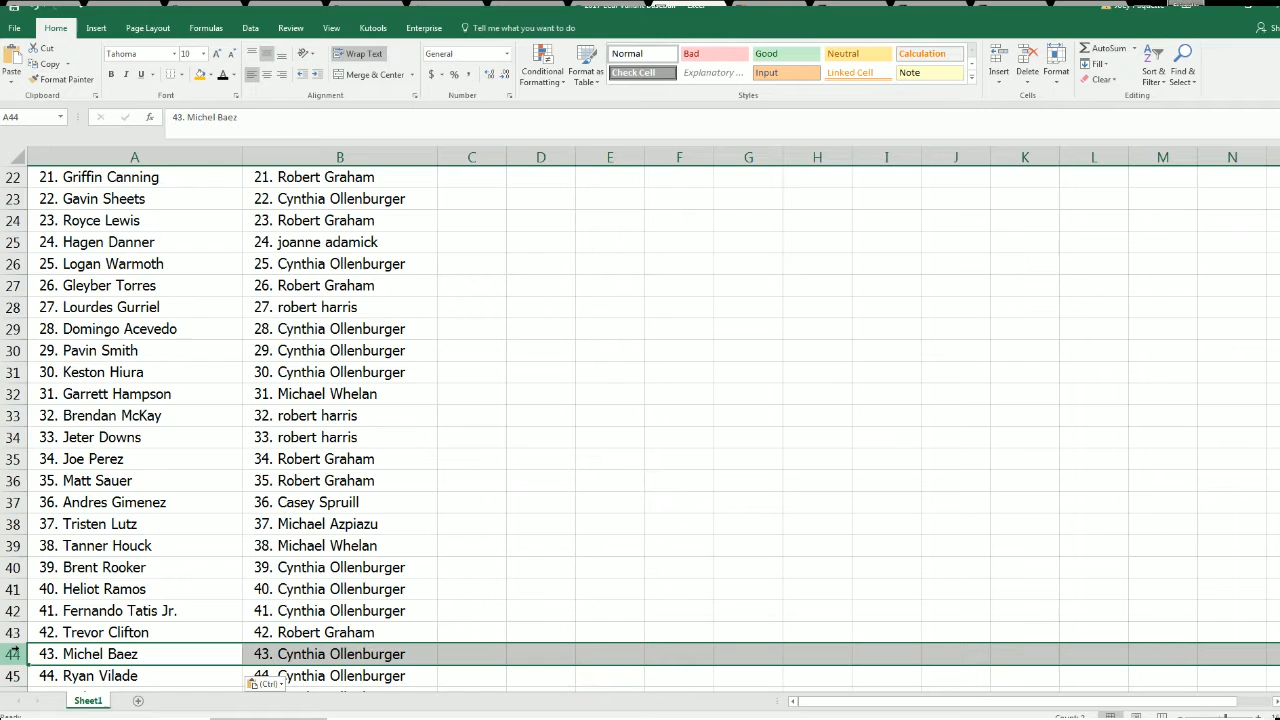 File Home Insert Page Layout Formulas Data Review View Kutools Enterprise Tell me what you want to do
Cut
Copy
Format Painter
Paste
Clipboard
Tahoma 10
B I U
Font
Wrap Text
Merge & Center
Alignment
General
$ % ,
Number
Conditional Formatting
Format as Table
Normal Bad Good Neutral Calculation
Check Cell Explanatory ... Input Linked Cell Note
Styles
Insert Delete Format
Cells
AutoSum
Fill
Clear
Sort & Filter
Find & Select
Editing
A44 fx 43. Michel Baez
A B C D E F G H I J K L M N
22 21. Griffin Canning 21. Robert Graham
23 22. Gavin Sheets 22. Cynthia Ollenburger
24 23. Royce Lewis 23. Robert Graham
25 24. Hagen Danner 24. joanne adamick
26 25. Logan Warmoth 25. Cynthia Ollenburger
27 26. Gleyber Torres 26. Robert Graham
28 27. Lourdes Gurriel 27. robert harris
29 28. Domingo Acevedo 28. Cynthia Ollenburger
30 29. Pavin Smith 29. Cynthia Ollenburger
31 30. Keston Hiura 30. Cynthia Ollenburger
32 31. Garrett Hampson 31. Michael Whelan
33 32. Brendan McKay 32. robert harris
34 33. Jeter Downs 33. robert harris
35 34. Joe Perez 34. Robert Graham
36 35. Matt Sauer 35. Robert Graham
37 36. Andres Gimenez 36. Casey Spruill
38 37. Tristen Lutz 37. Michael Azpiazu
39 38. Tanner Houck 38. Michael Whelan
40 39. Brent Rooker 39. Cynthia Ollenburger
41 40. Heliot Ramos 40. Cynthia Ollenburger
42 41. Fernando Tatis Jr. 41. Cynthia Ollenburger
43 42. Trevor Clifton 42. Robert Graham
44 43. Michel Baez 43. Cynthia Ollenburger
45 44. Ryan Vilade 44. Cynthia Ollenburger
(Ctrl)
Sheet1